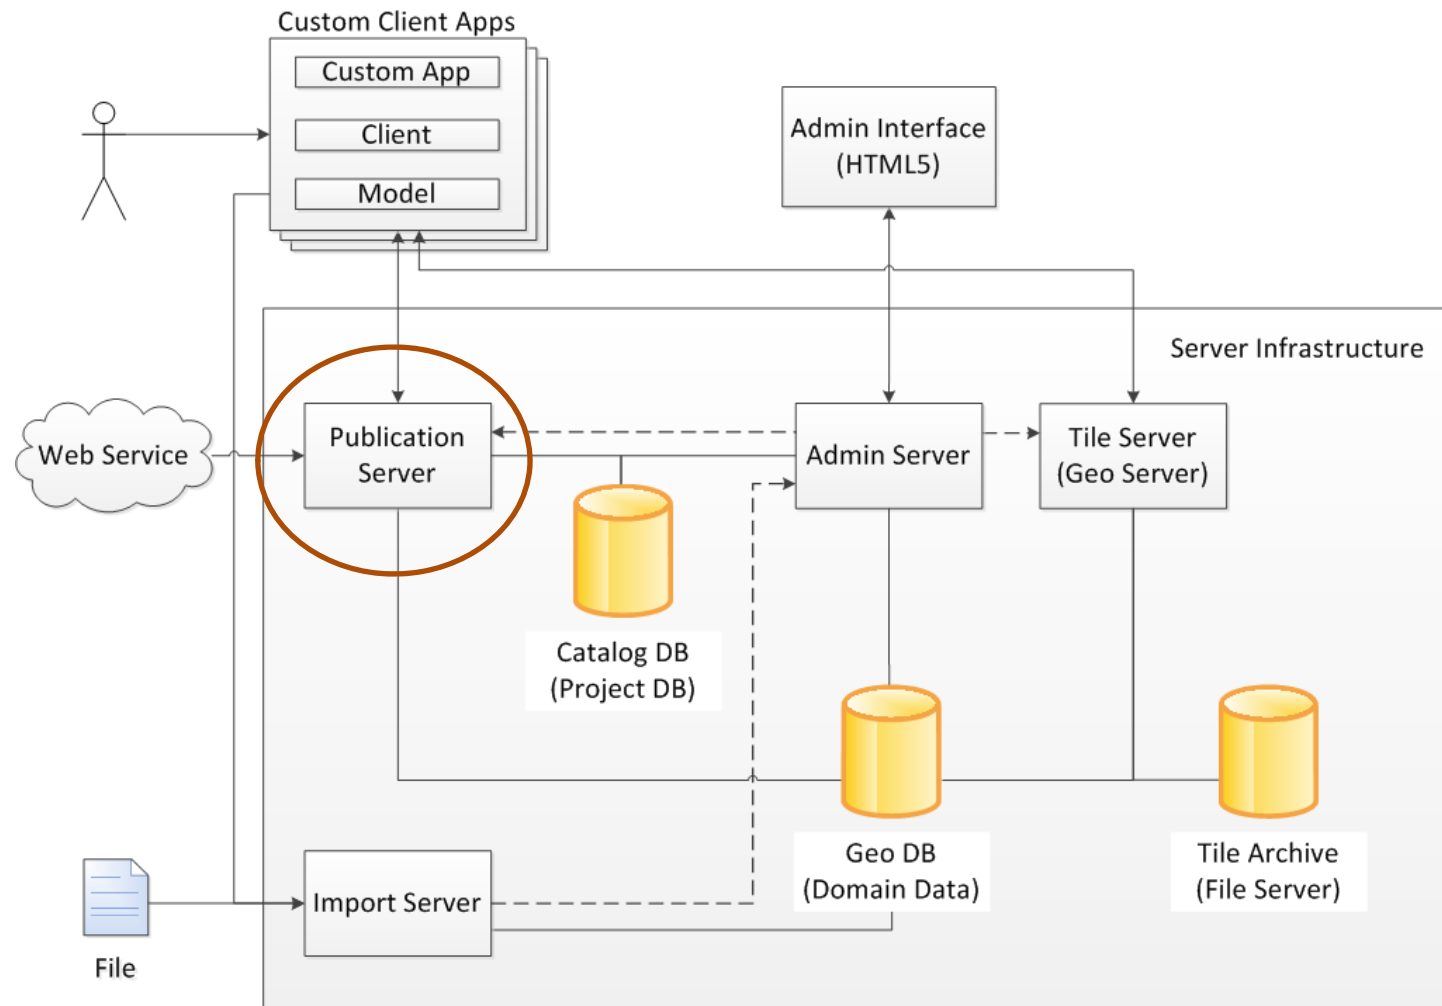 Custom Client Apps
Custom App
Client
Model
Admin Interface
(HTML5)
Server Infrastructure
Web Service
Publication
Server
Admin Server
Tile Server
(Geo Server)
Catalog DB
(Project DB)
Geo DB
(Domain Data)
Tile Archive
(File Server)
Import Server
File